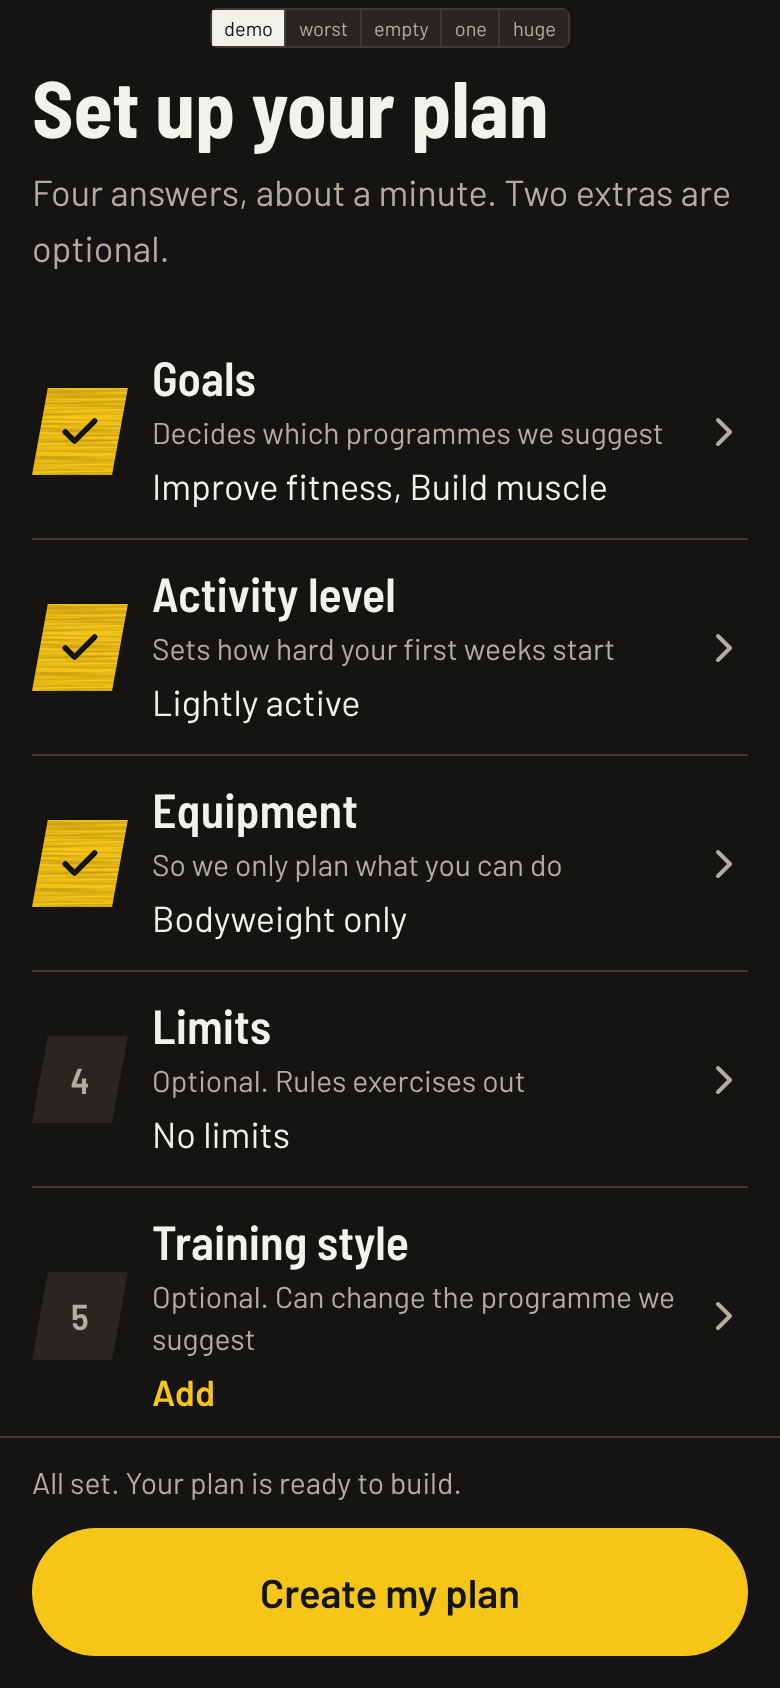 demo worst empty one huge
Set up your plan
Four answers, about a minute. Two extras are
optional.
Goals
Decides which programmes we suggest
Improve fitness, Build muscle
Activity level
Sets how hard your first weeks start
Lightly active
Equipment
So we only plan what you can do
Bodyweight only
4
Limits
Optional. Rules exercises out
No limits
5
Training style
Optional. Can change the programme we
suggest
Add
All set. Your plan is ready to build.
Create my plan